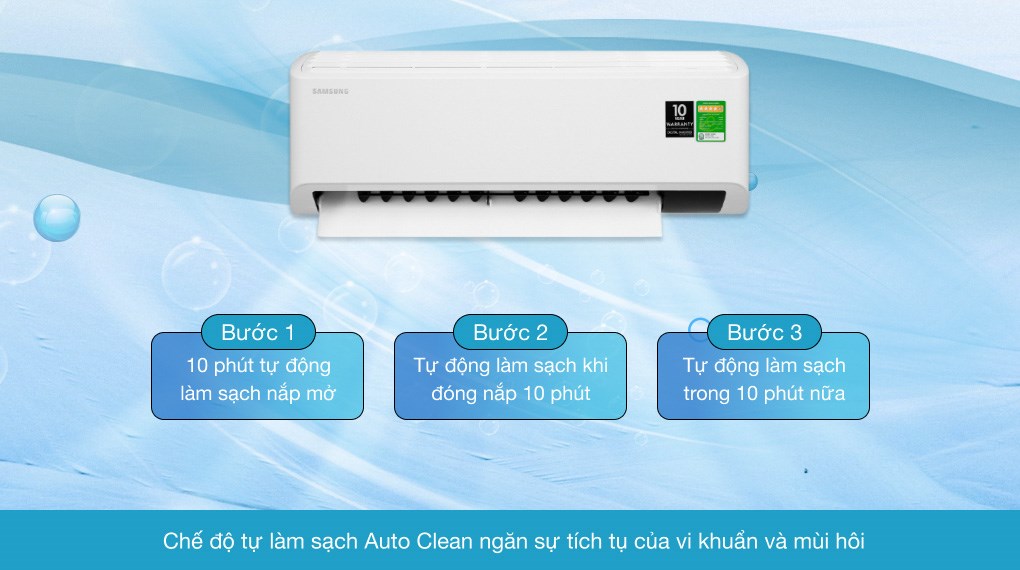 SAMSUNG
10
WARRANTY
Bước 1
10 phút tự động
làm sạch nắp mở
Bước 2
Tự động làm sạch khi
đóng nắp 10 phút
Bước 3
Tự động làm sạch
trong 10 phút nữa
Chế độ tự làm sạch Auto Clean ngăn sự tích tụ của vi khuẩn và mùi hôi